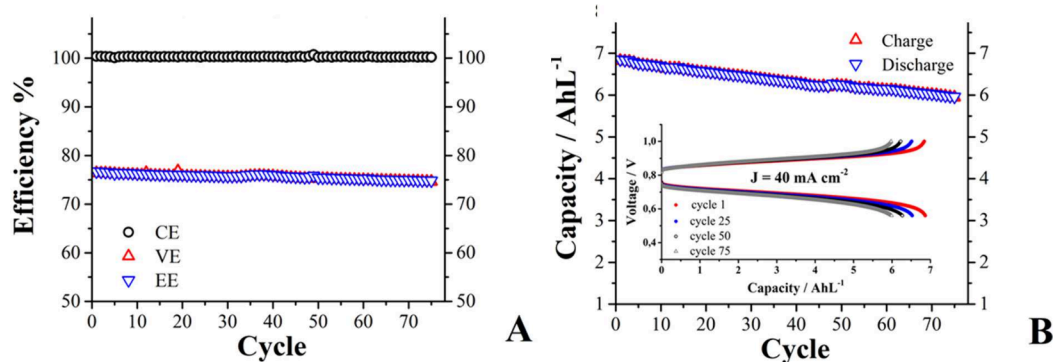 Efficiency %
100
90
80
70
60
50
100
90
80
70
60
50
0 10 20 30 40 50 60 70
Cycle
CE
VE
EE
A
Capacity / AhL⁻¹
7
6
5
4
3
2
1
7
6
5
4
3
2
1
0 10 20 30 40 50 60 70
Cycle
Charge
Discharge
Voltage / V
1,0
0,8
0,6
0,4
J = 40 mA cm⁻²
cycle 1
cycle 25
cycle 50
cycle 75
0 1 2 3 4 5 6 7
Capacity / AhL⁻¹
B